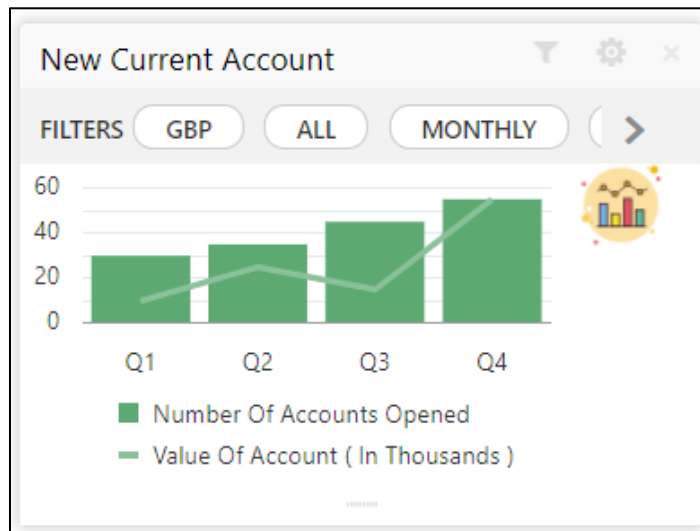 New Current Account
FILTERS GBP ALL MONTHLY
60
40
20
0
Q1 Q2 Q3 Q4
Number Of Accounts Opened
Value Of Account ( In Thousands )